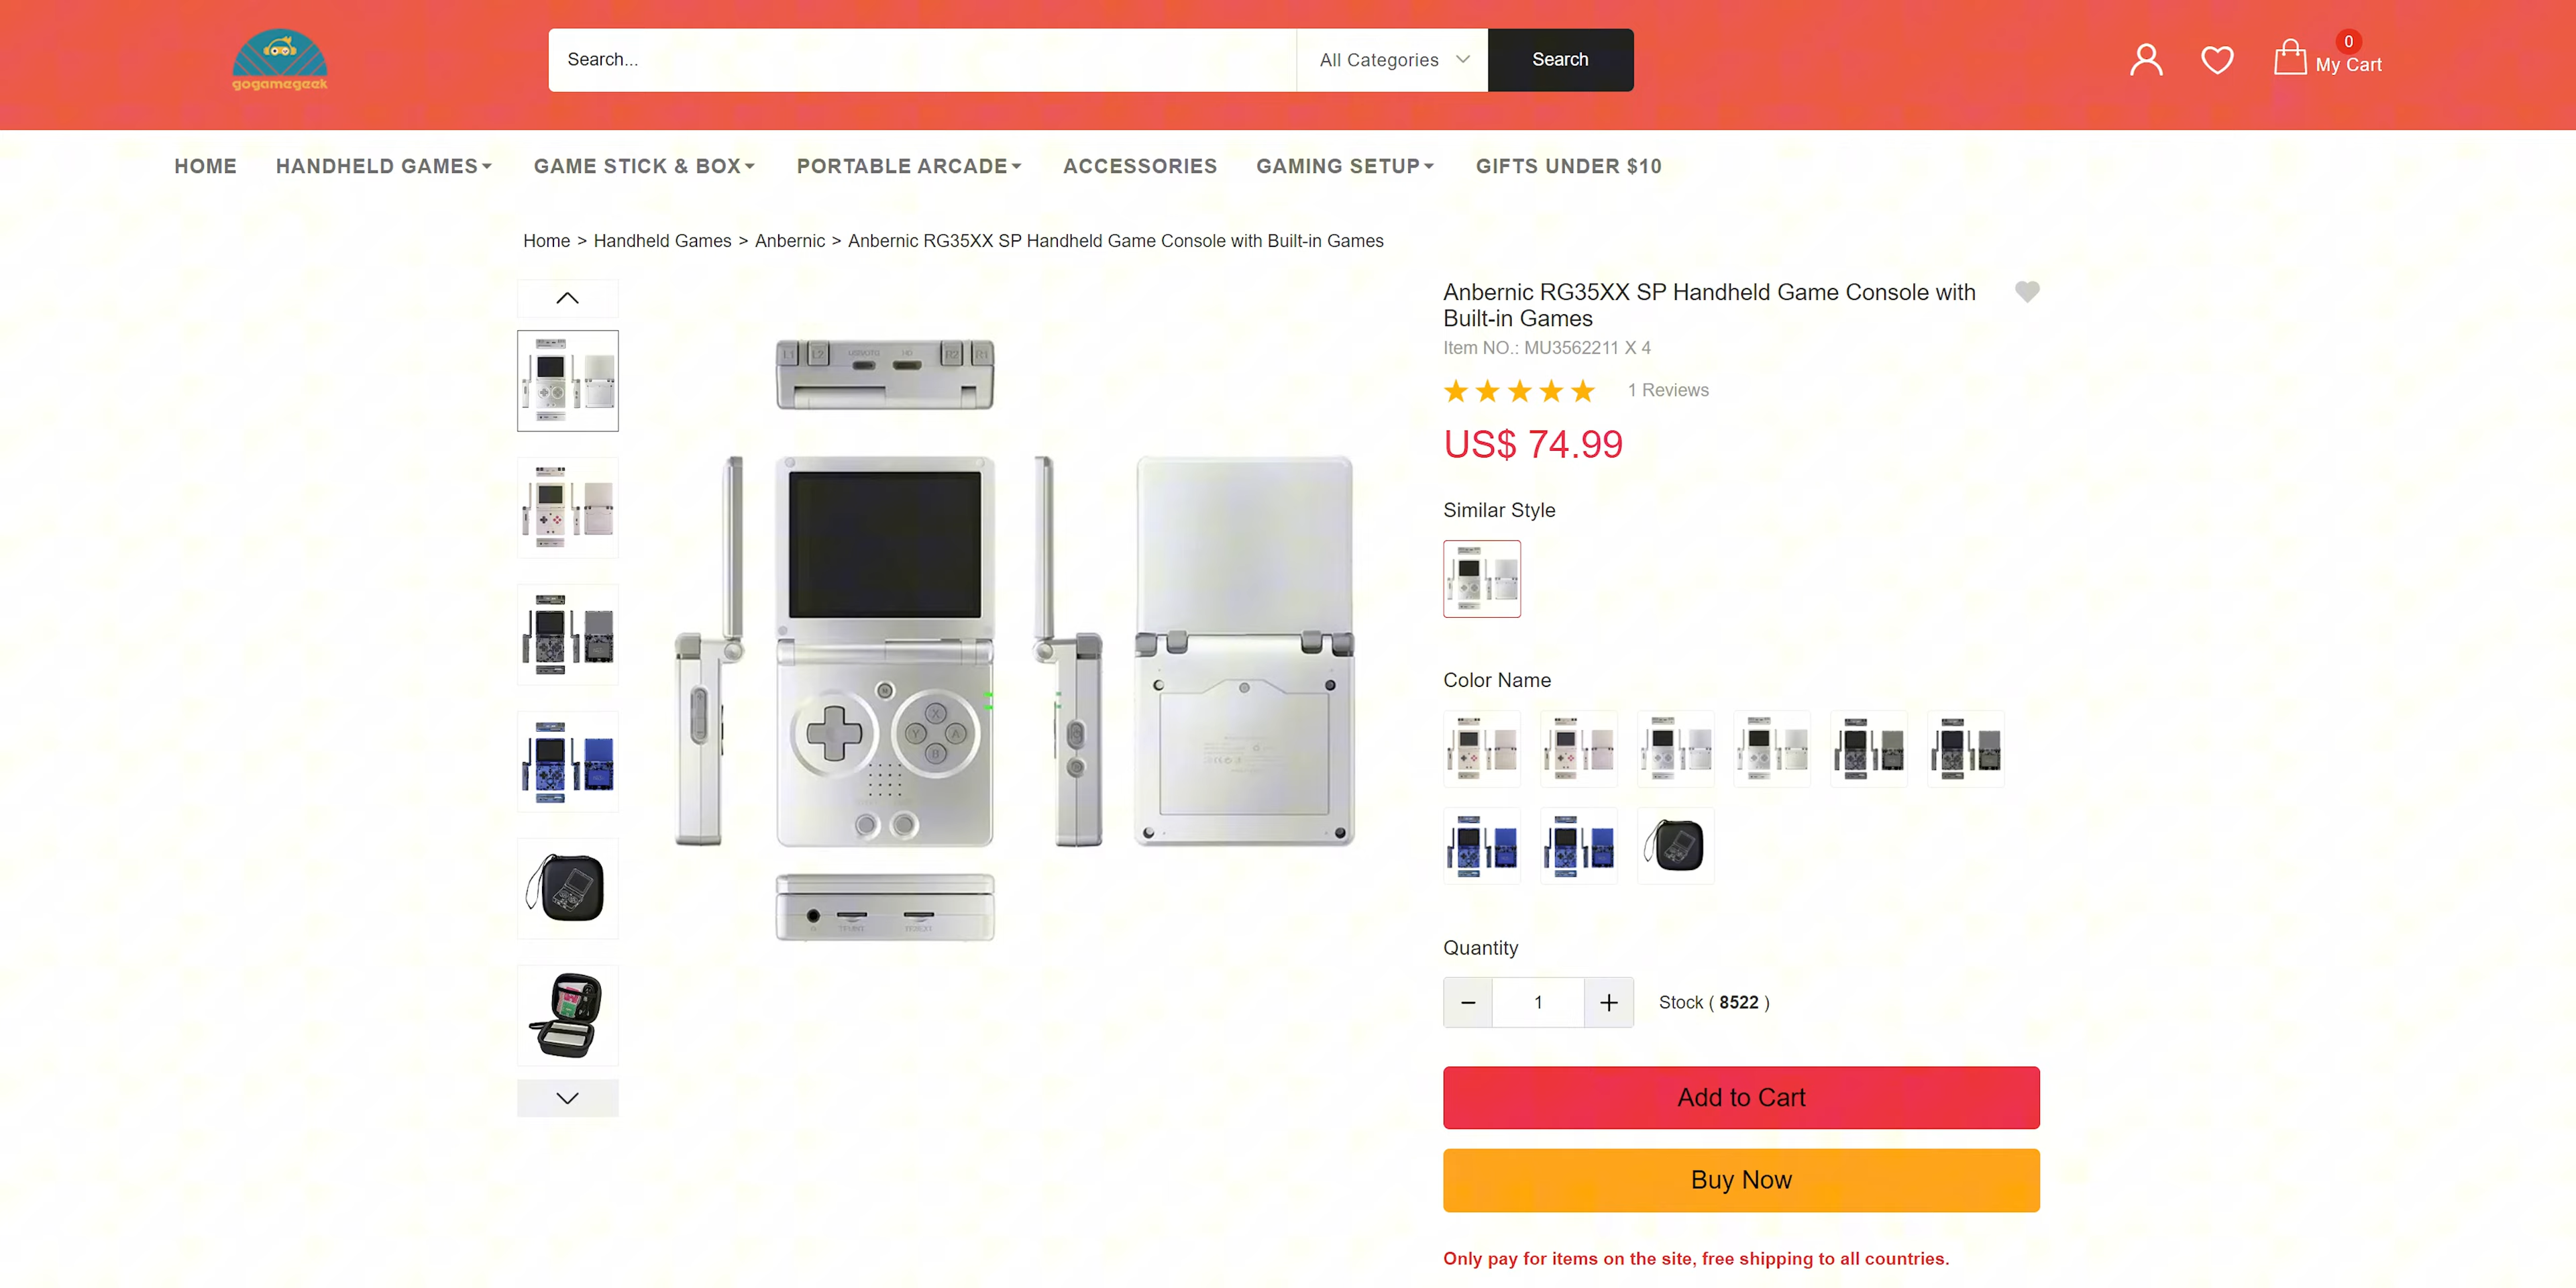 gogamegeek
Search...
All Categories
Search
0
My Cart
HOME
HANDHELD GAMES
GAME STICK & BOX
PORTABLE ARCADE
ACCESSORIES
GAMING SETUP
GIFTS UNDER $10
Home > Handheld Games > Anbernic > Anbernic RG35XX SP Handheld Game Console with Built-in Games
L1 L2 R2 R1
X
Y A
B
Anbernic RG35XX SP Handheld Game Console with
Built-in Games
Item NO.: MU3562211 X 4
1 Reviews
US$ 74.99
Similar Style
Color Name
Quantity
− 1 +
Stock ( 8522 )
Add to Cart
Buy Now
Only pay for items on the site, free shipping to all countries.